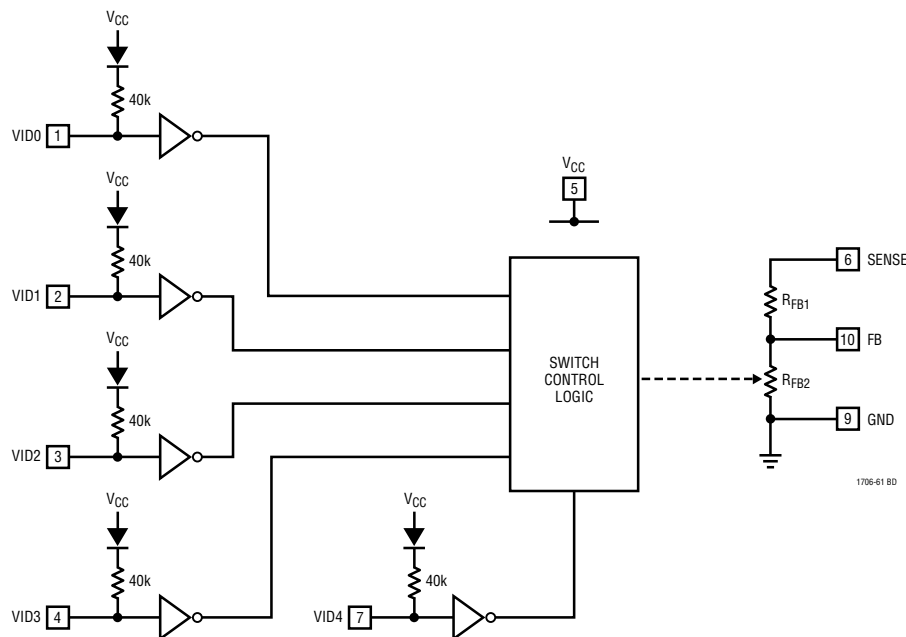 VCC
40k
VID0 1
VCC
5
VCC
40k
VID1 2
6 SENSE
RFB1
10 FB
SWITCH
CONTROL
LOGIC
RFB2
9 GND
VCC
40k
VID2 3
1706-61 BD
VCC
40k
VID3 4
VCC
40k
VID4 7